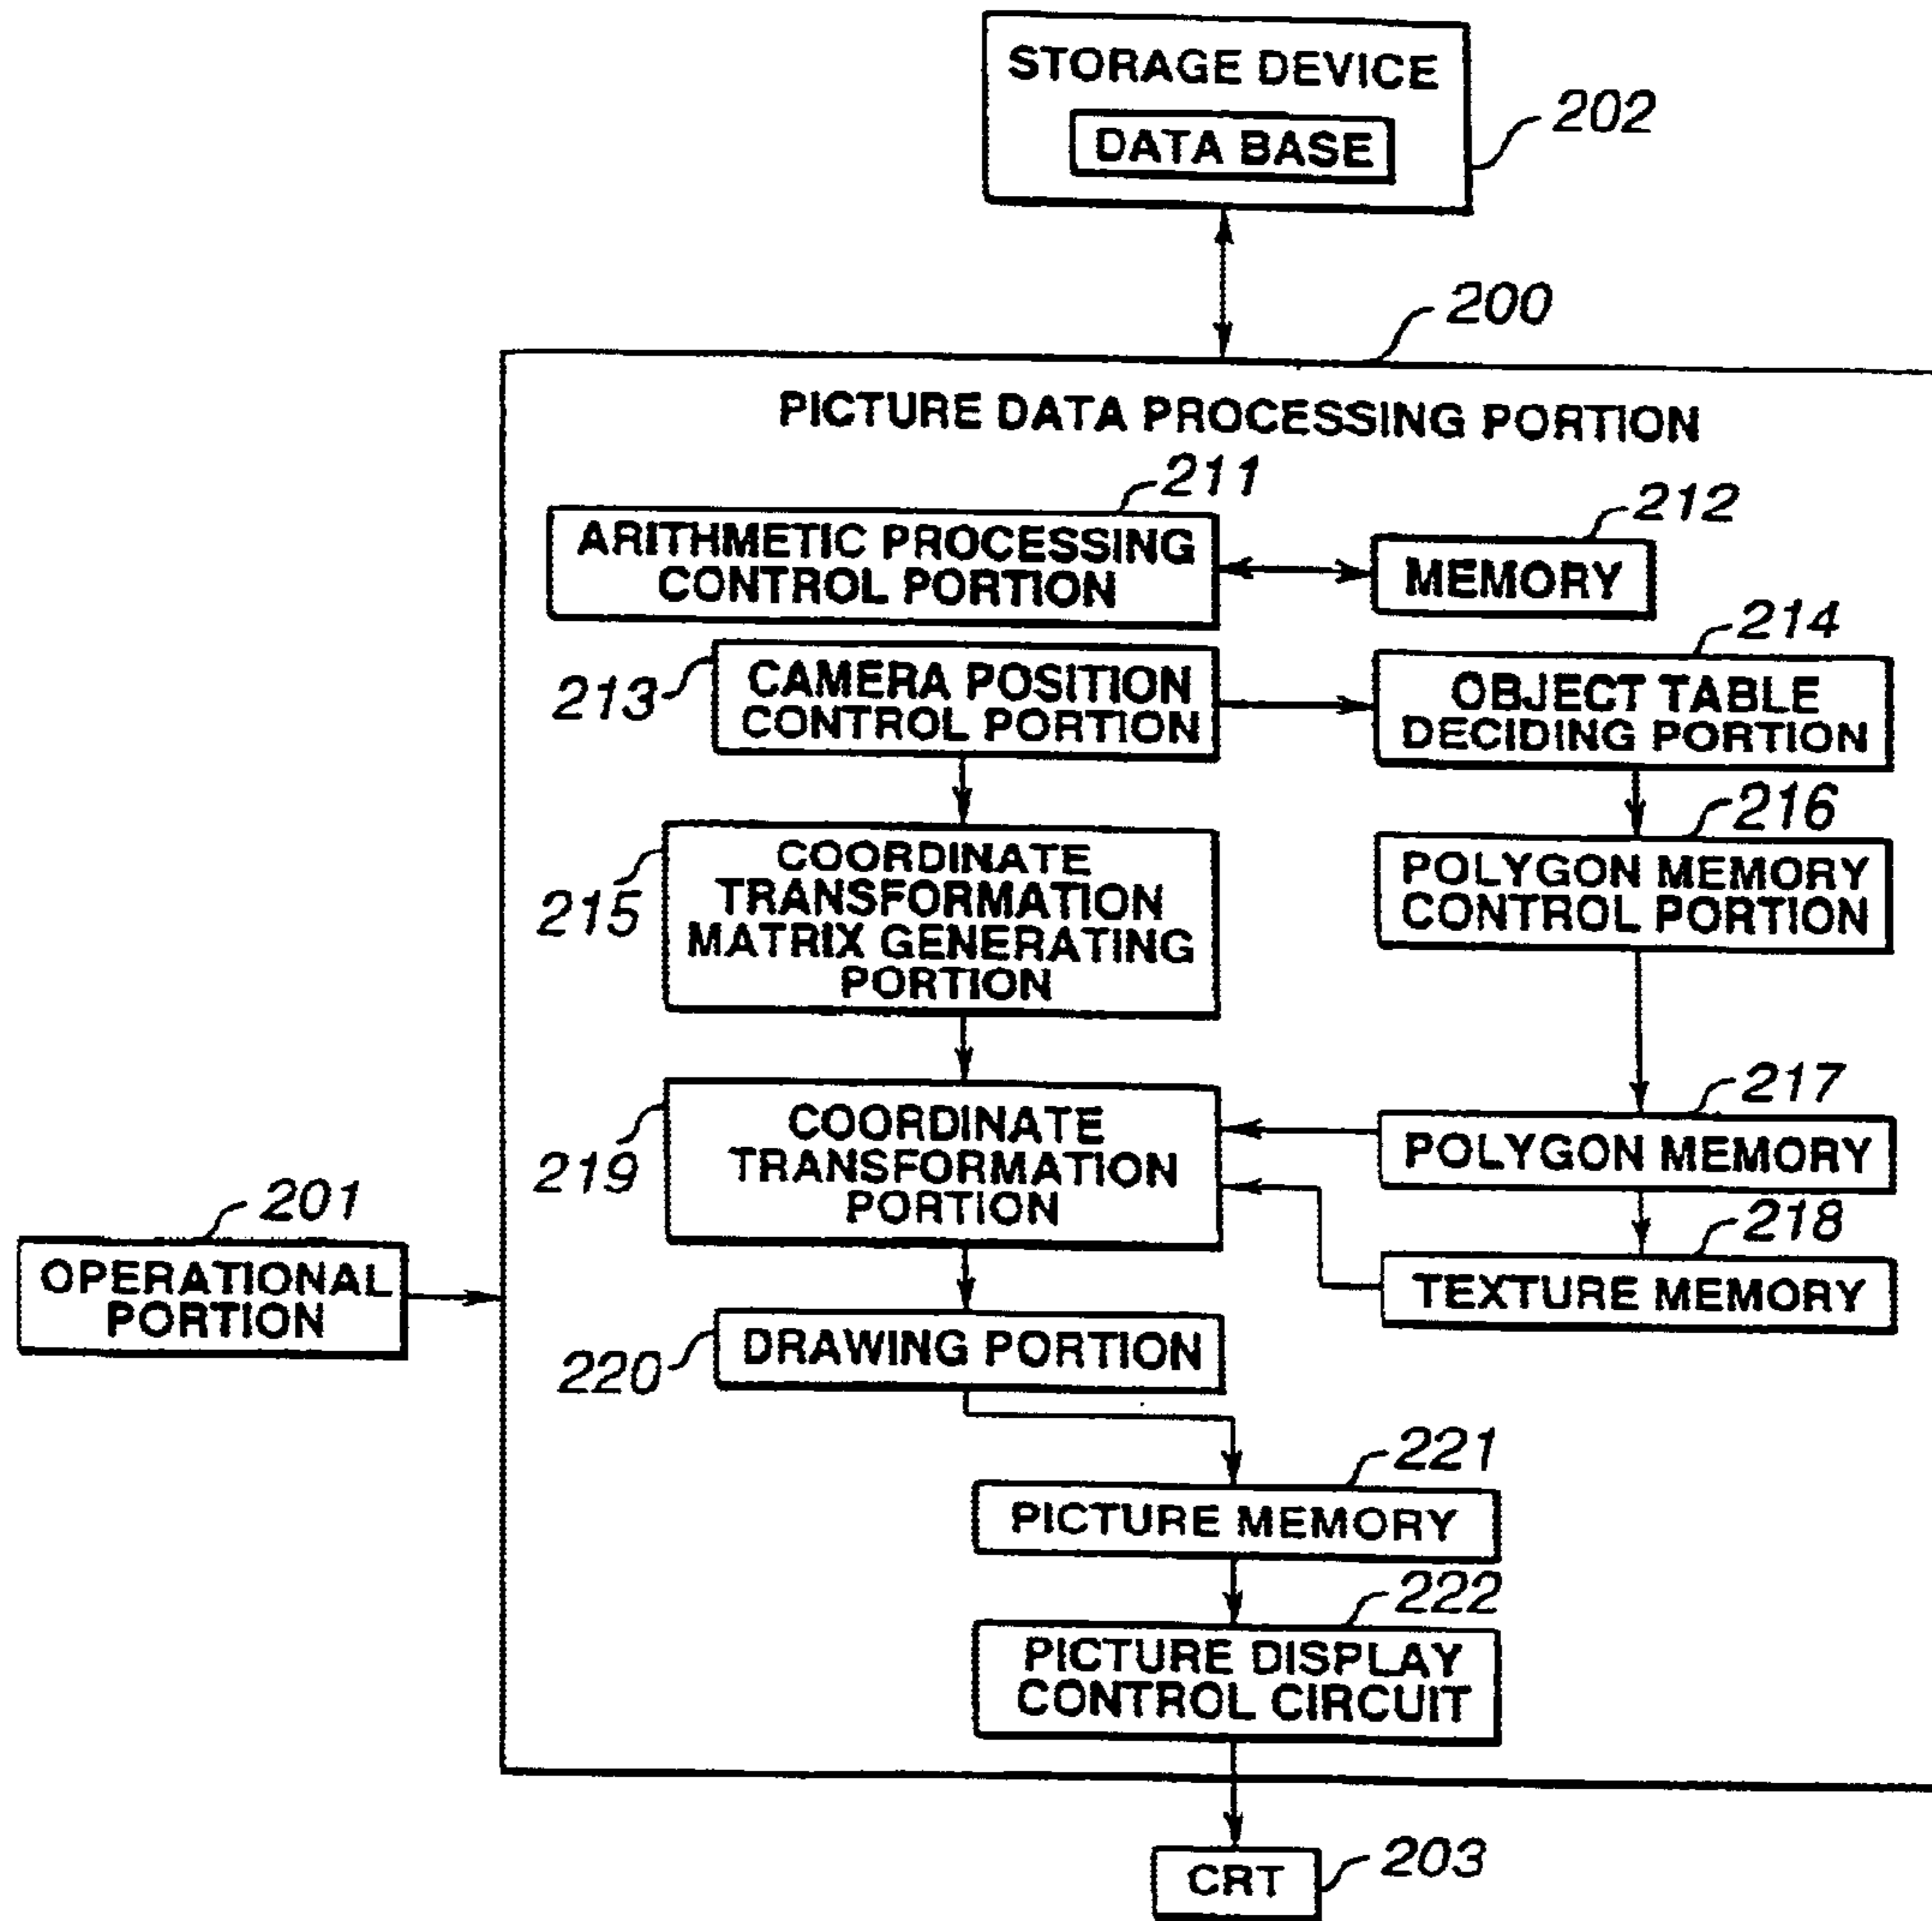 STORAGE DEVICE
DATA BASE
202
200
PICTURE DATA PROCESSING PORTION
211
ARITHMETIC PROCESSING
CONTROL PORTION
212
MEMORY
213
CAMERA POSITION
CONTROL PORTION
214
OBJECT TABLE
DECIDING PORTION
215
COORDINATE
TRANSFORMATION
MATRIX GENERATING
PORTION
216
POLYGON MEMORY
CONTROL PORTION
217
POLYGON MEMORY
219
COORDINATE
TRANSFORMATION
PORTION
218
TEXTURE MEMORY
201
OPERATIONAL
PORTION
220
DRAWING PORTION
221
PICTURE MEMORY
222
PICTURE DISPLAY
CONTROL CIRCUIT
CRT
203